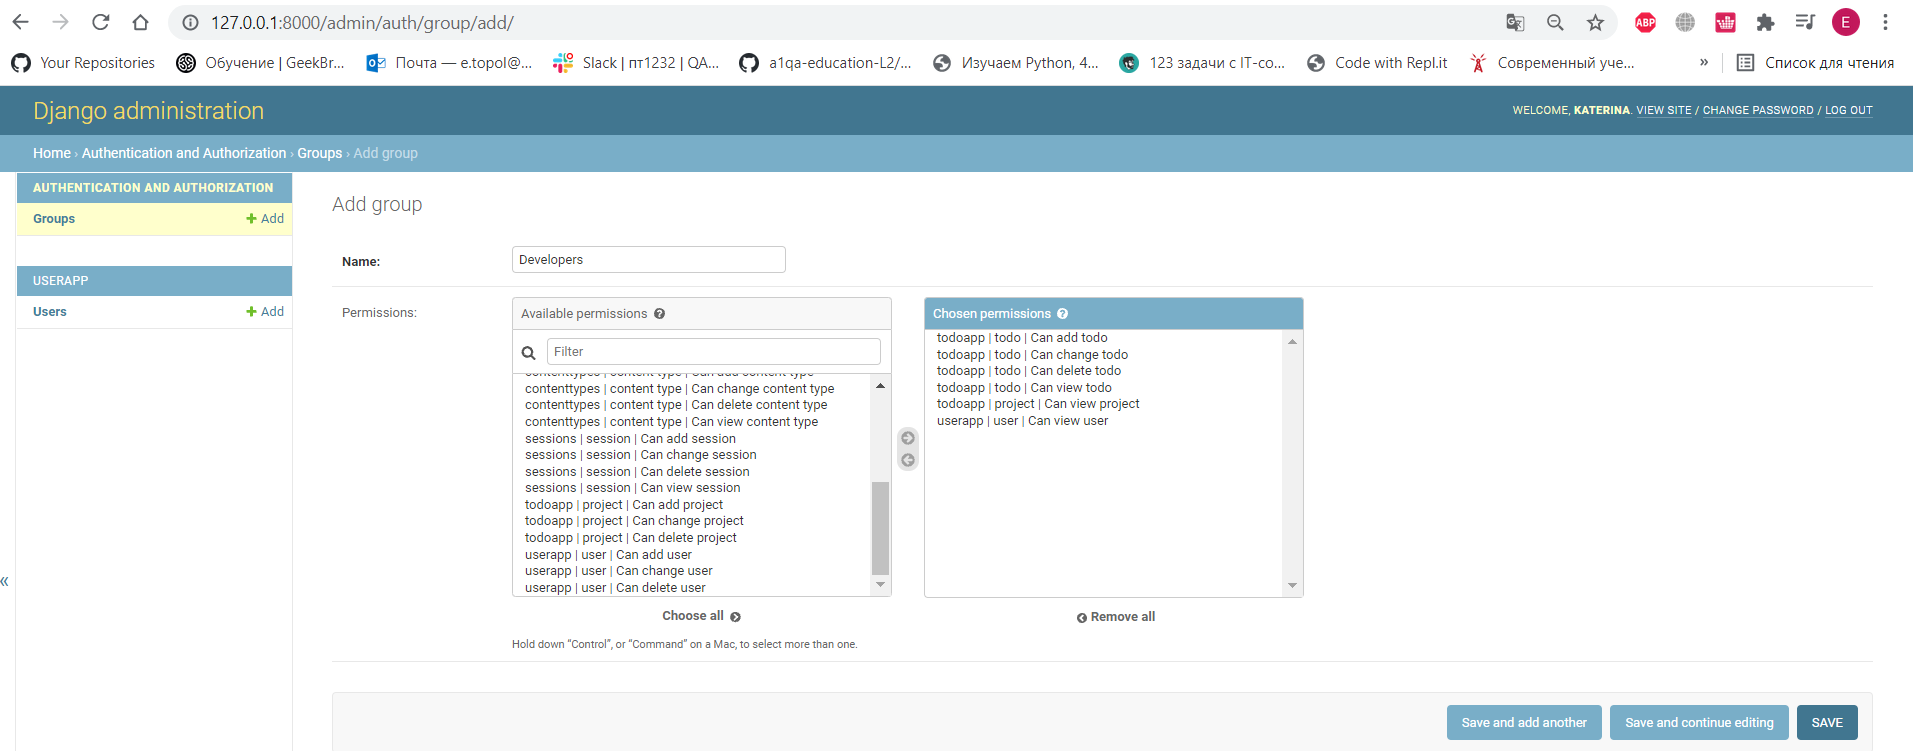 127.0.0.1:8000/admin/auth/group/add/
ABP
E
Your Repositories
Обучение | GeekBr...
Почта — e.topol@...
Slack | пт1232 | QA...
a1qa-education-L2/...
Изучаем Python, 4...
123 задачи с IT-со...
Code with Repl.it
Современный уче...
»
Список для чтения
Django administration
WELCOME, KATERINA. VIEW SITE / CHANGE PASSWORD / LOG OUT
Home › Authentication and Authorization › Groups › Add group
AUTHENTICATION AND AUTHORIZATION
Groups
+ Add
USERAPP
Users
+ Add
«
Add group
Name:
Developers
Permissions:
Available permissions ?
Filter
contenttypes | content type | Can add content type
contenttypes | content type | Can change content type
contenttypes | content type | Can delete content type
contenttypes | content type | Can view content type
sessions | session | Can add session
sessions | session | Can change session
sessions | session | Can delete session
sessions | session | Can view session
todoapp | project | Can add project
todoapp | project | Can change project
todoapp | project | Can delete project
userapp | user | Can add user
userapp | user | Can change user
userapp | user | Can delete user
Choose all
Hold down “Control”, or “Command” on a Mac, to select more than one.
Chosen permissions ?
todoapp | todo | Can add todo
todoapp | todo | Can change todo
todoapp | todo | Can delete todo
todoapp | todo | Can view todo
todoapp | project | Can view project
userapp | user | Can view user
Remove all
Save and add another
Save and continue editing
SAVE